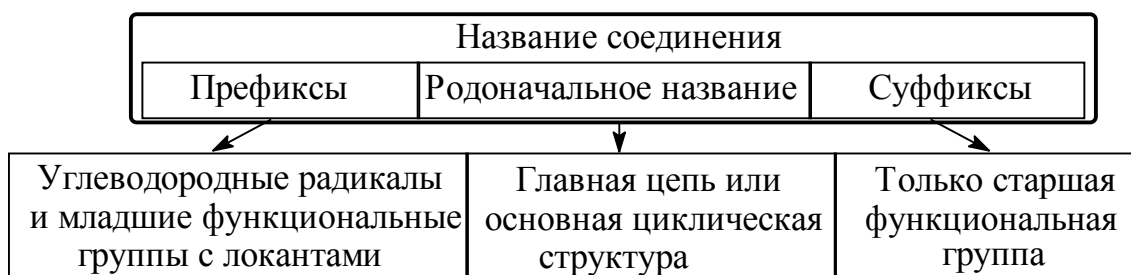 Название соединения
Префиксы
Родоначальное название
Суффиксы
Углеводородные радикалы
и младшие функциональные
группы с локантами
Главная цепь или
основная циклическая
структура
Только старшая
функциональная
группа